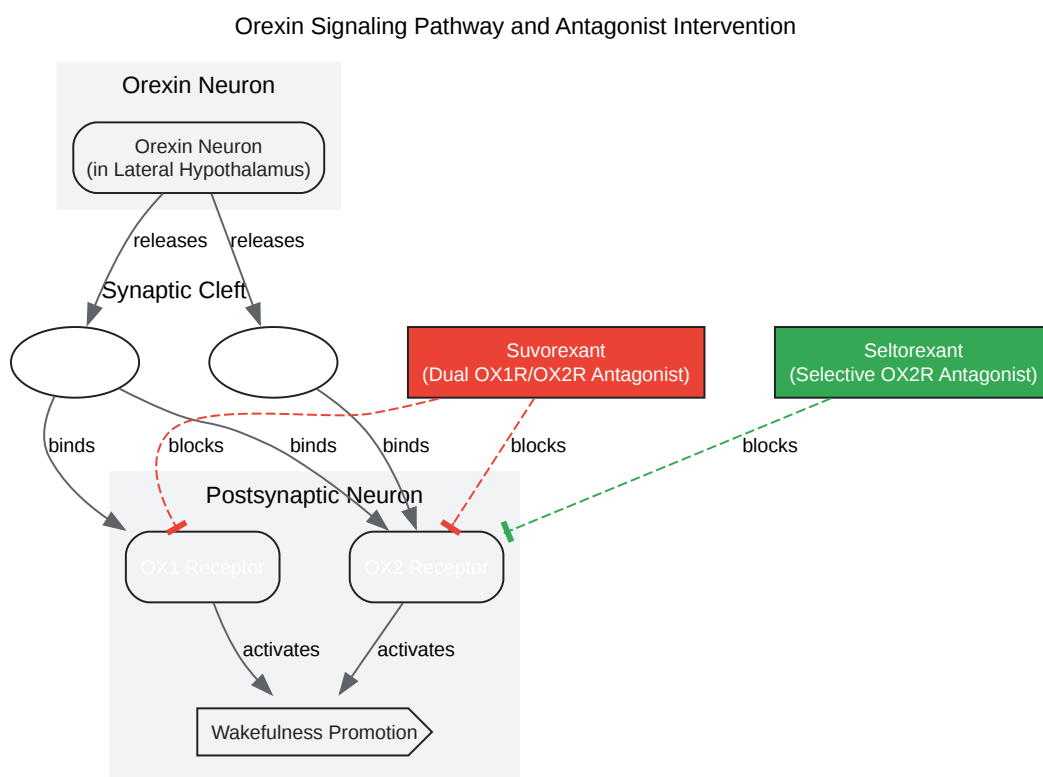 Orexin Signaling Pathway and Antagonist Intervention
Orexin Neuron
Orexin Neuron
(in Lateral Hypothalamus)
releases
releases
Synaptic Cleft
Suvorexant
(Dual OX1R/OX2R Antagonist)
Seltorexant
(Selective OX2R Antagonist)
binds
blocks
binds
binds
blocks
blocks
Postsynaptic Neuron
OX1 Receptor
OX2 Receptor
activates
activates
Wakefulness Promotion